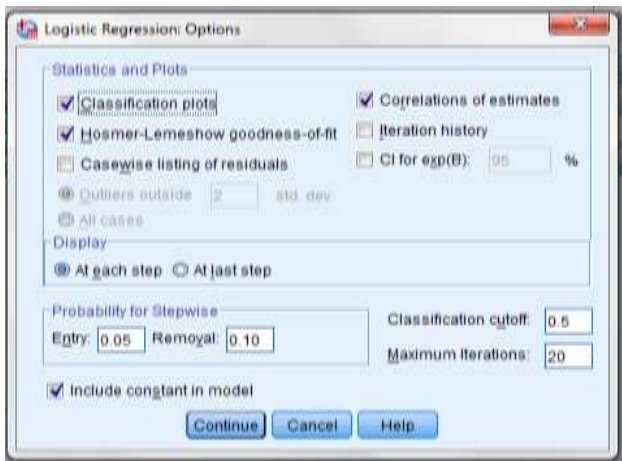 Logistic Regression: Options
Statistics and Plots
Classification plots
Correlations of estimates
Hosmer-Lemeshow goodness-of-fit
Iteration history
Casewise listing of residuals
CI for exp(B): 95 %
Outliers outside 2 std. dev.
All cases
Display
At each step At last step
Probability for Stepwise
Entry: 0.05 Removal: 0.10
Classification cutoff: 0.5
Maximum Iterations: 20
Include constant in model
Continue Cancel Help